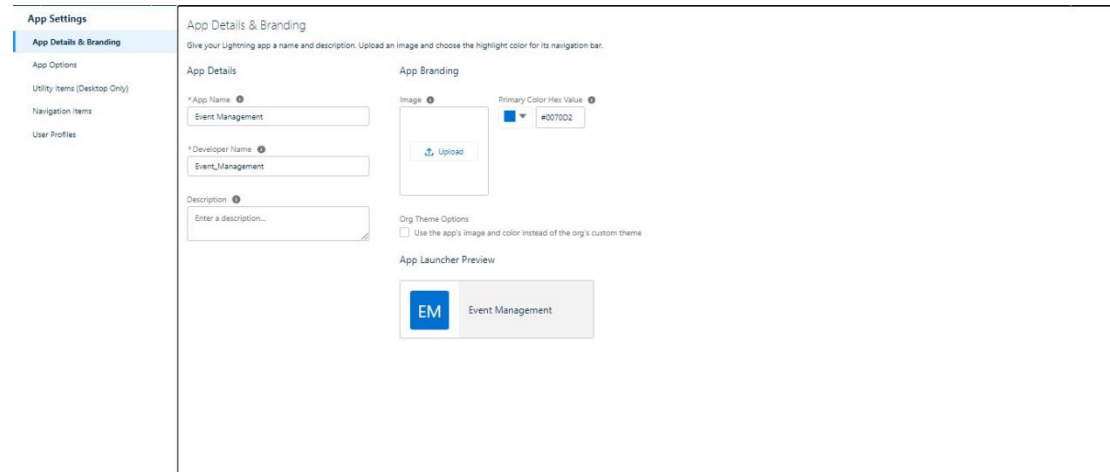 App Settings
App Details & Branding
App Options
Utility Items (Desktop Only)
Navigation Items
User Profiles
App Details & Branding
Give your Lightning app a name and description. Upload an image and choose the highlight color for its navigation bar.
App Details
*App Name
Event Management
*Developer Name
Event_Management
Description
Enter a description...
App Branding
Image
Upload
Primary Color Hex Value
#0070D2
Org Theme Options
Use the app's image and color instead of the org's custom theme
App Launcher Preview
EM
Event Management